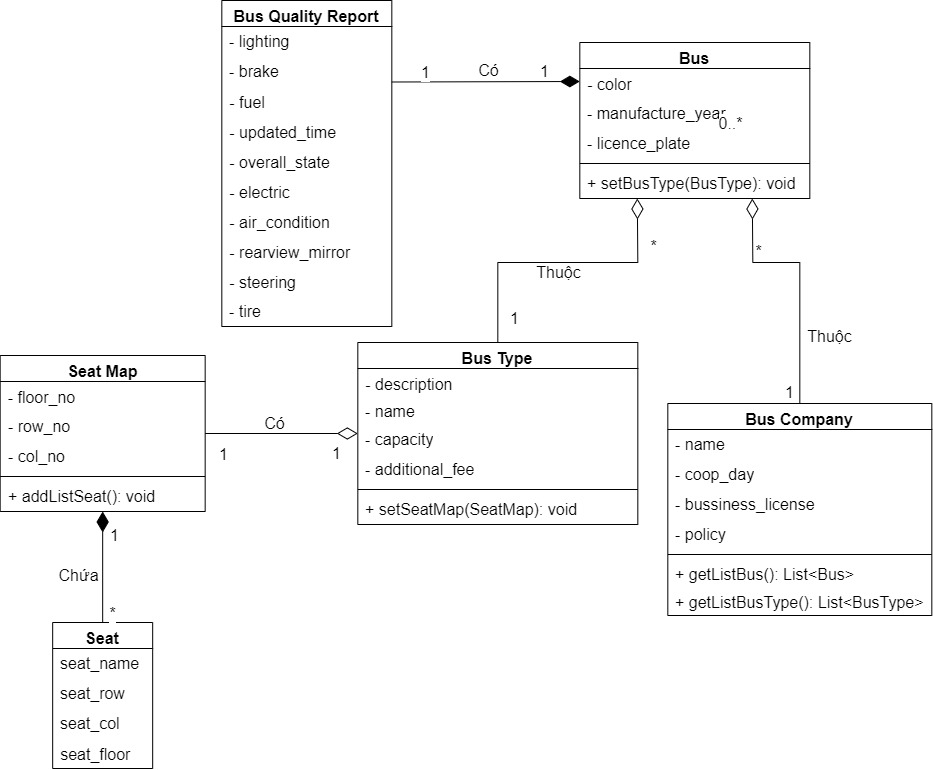 Bus Quality Report
- lighting
- brake
- fuel
- updated_time
- overall_state
- electric
- air_condition
- rearview_mirror
- steering
- tire
1
Có
1
Bus
- color
- manufacture_year
0..*
- licence_plate
+ setBusType(BusType): void
*
*
Thuộc
1
Thuộc
1
Seat Map
- floor_no
- row_no
- col_no
+ addListSeat(): void
Có
1
1
Bus Type
- description
- name
- capacity
- additional_fee
+ setSeatMap(SeatMap): void
Bus Company
- name
- coop_day
- bussiness_license
- policy
+ getListBus(): List<Bus>
+ getListBusType(): List<BusType>
1
Chứa
*
Seat
seat_name
seat_row
seat_col
seat_floor